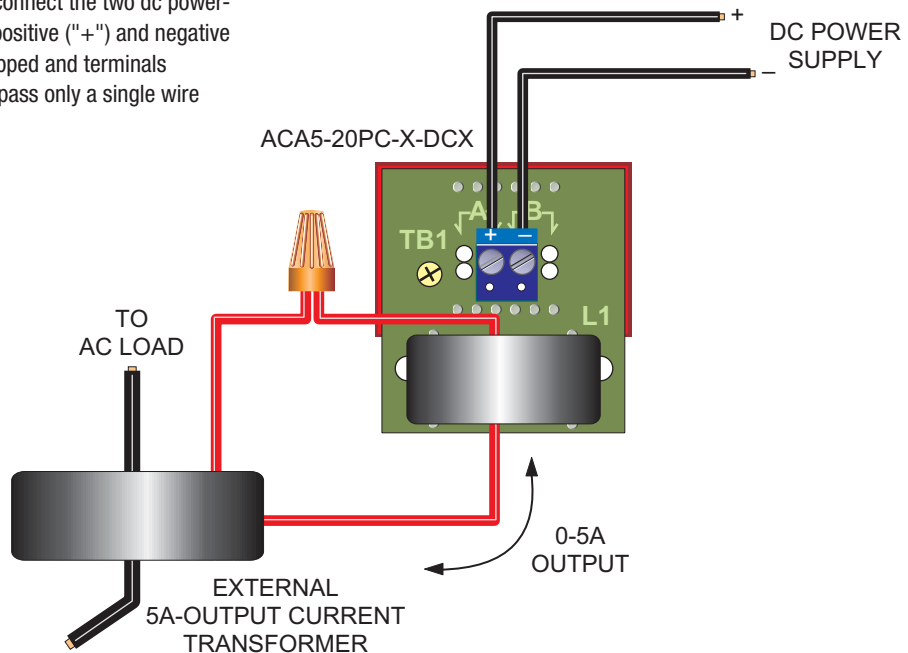 connect the two dc power-
positive ("+") and negative
pped and terminals
pass only a single wire
+
DC POWER
SUPPLY
–
ACA5-20PC-X-DCX
A
B
TB1
+ –
L1
TO
AC LOAD
0-5A
OUTPUT
EXTERNAL
5A-OUTPUT CURRENT
TRANSFORMER